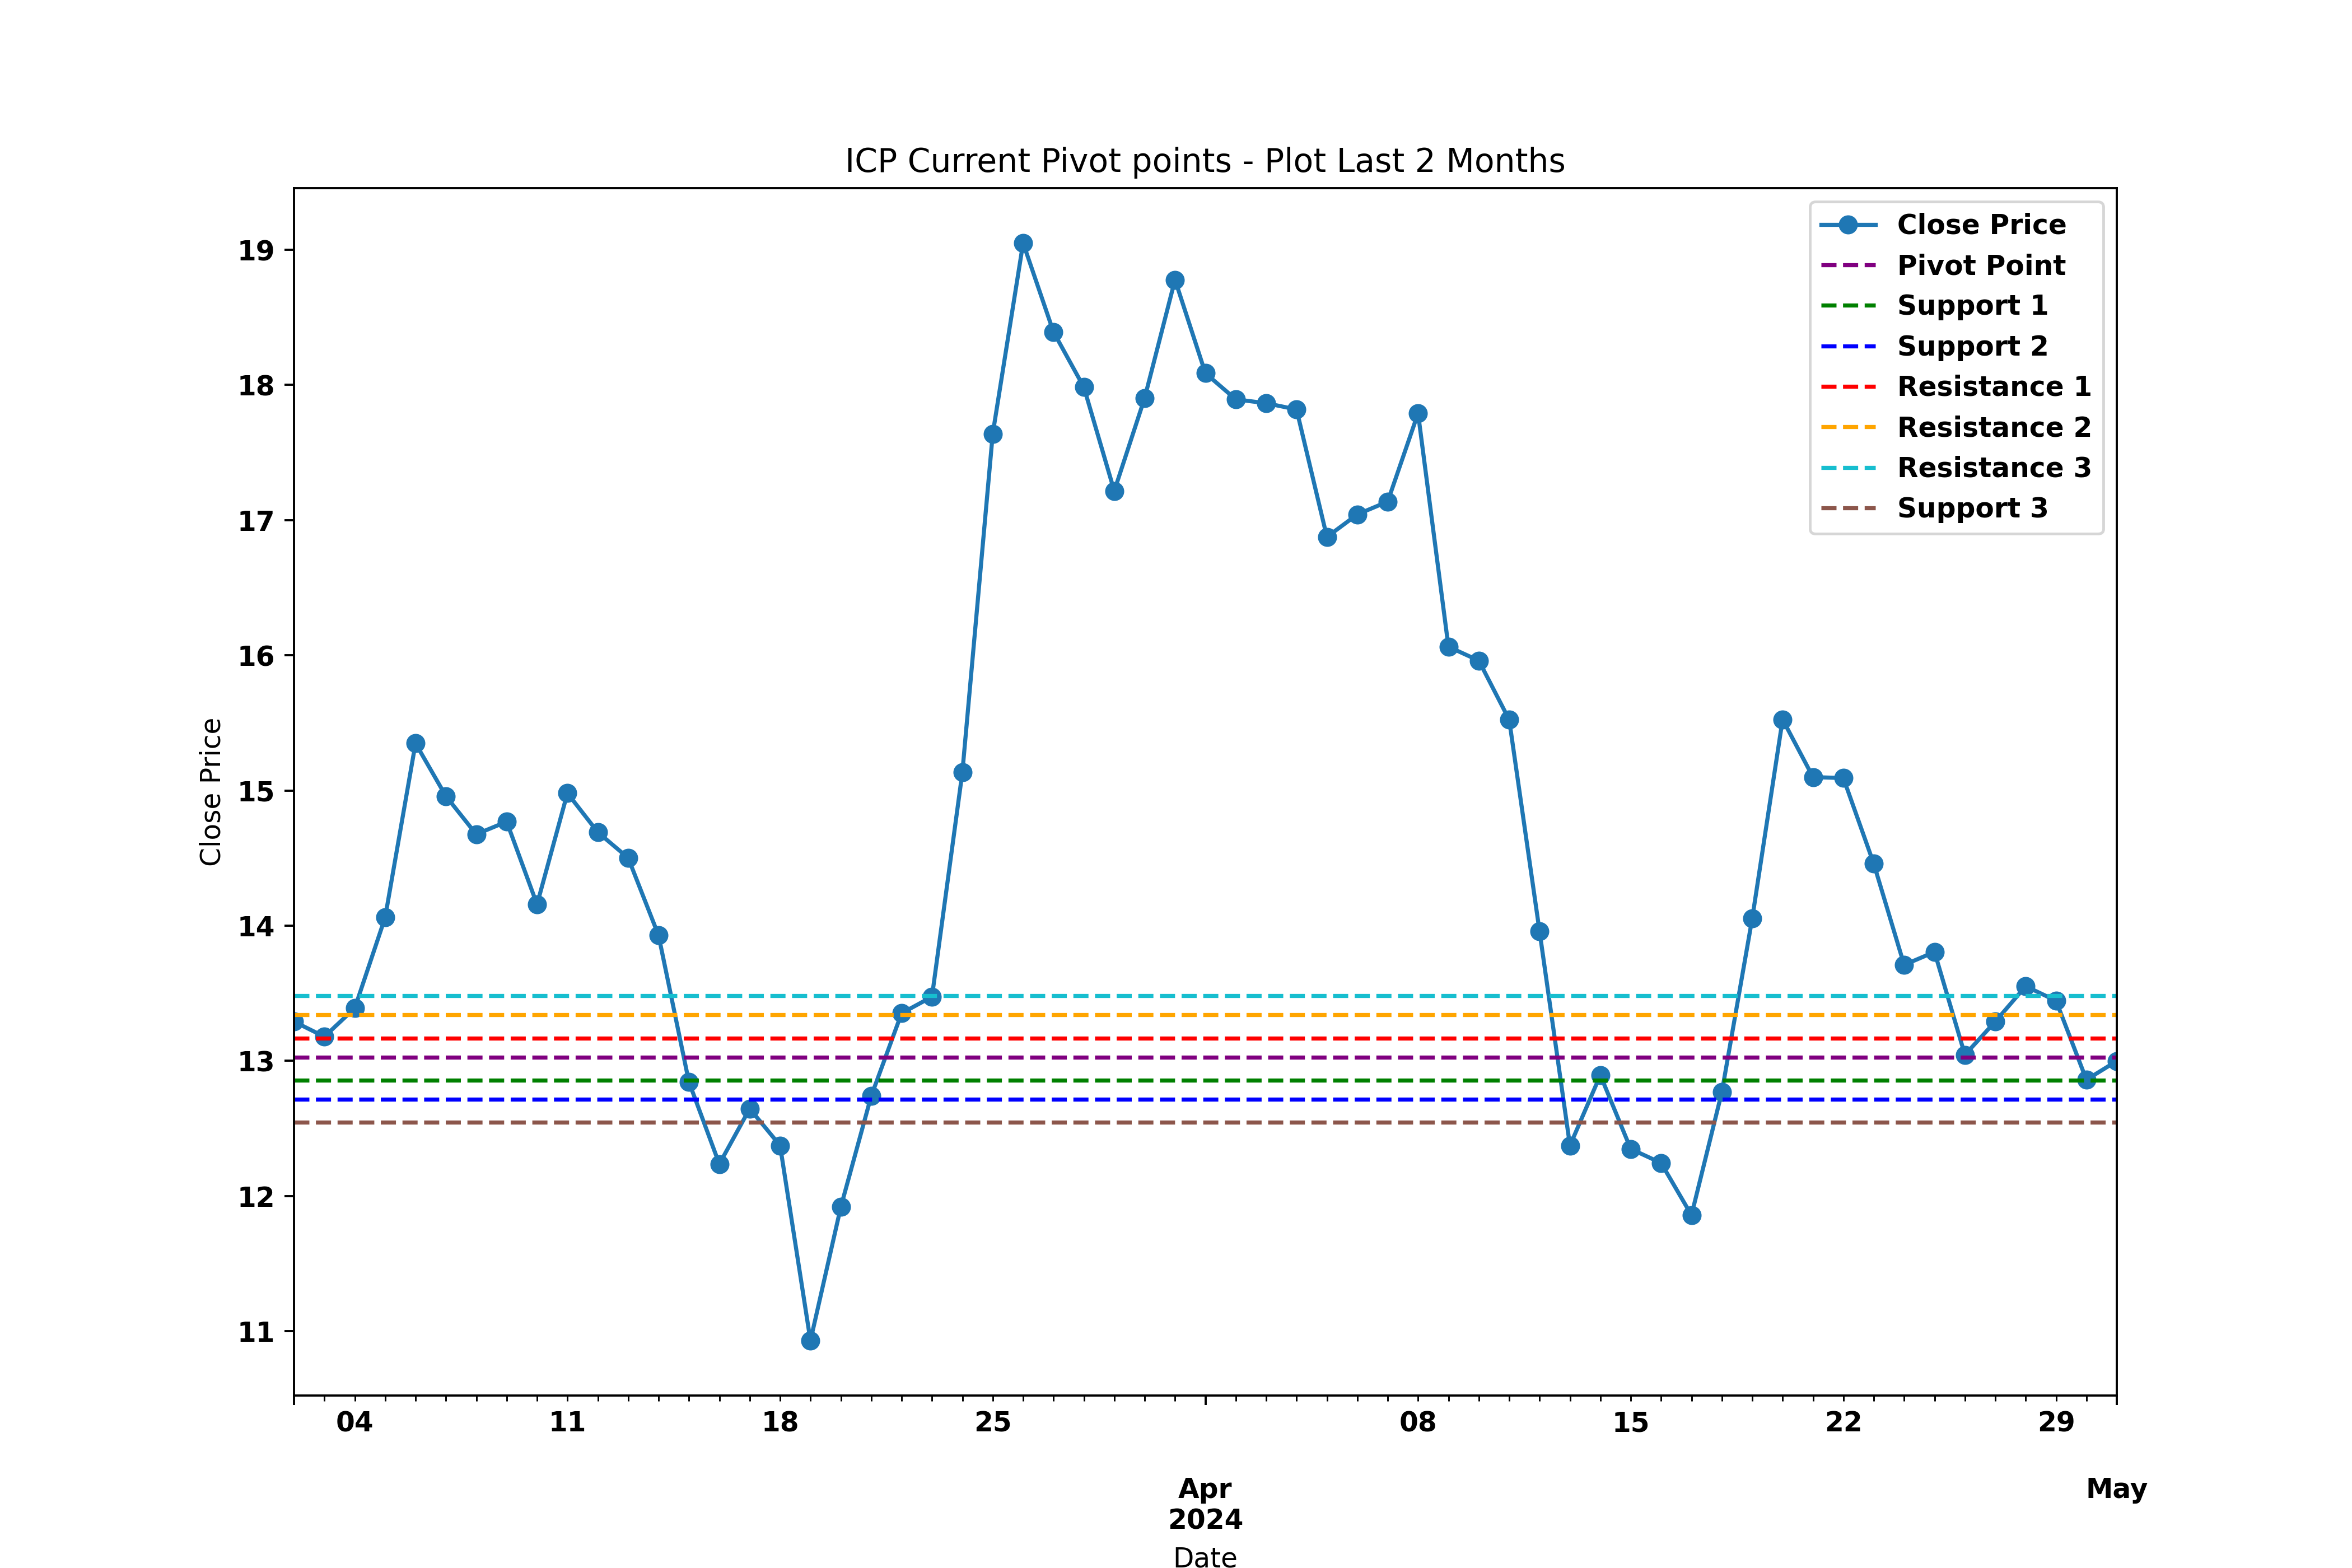 ICP Current Pivot points - Plot Last 2 Months
Close Price
Pivot Point
Support 1
Support 2
Resistance 1
Resistance 2
Resistance 3
Support 3
Close Price
19
18
17
16
15
14
13
12
11
04 11 18 25 08 15 22 29
Apr May
2024
Date